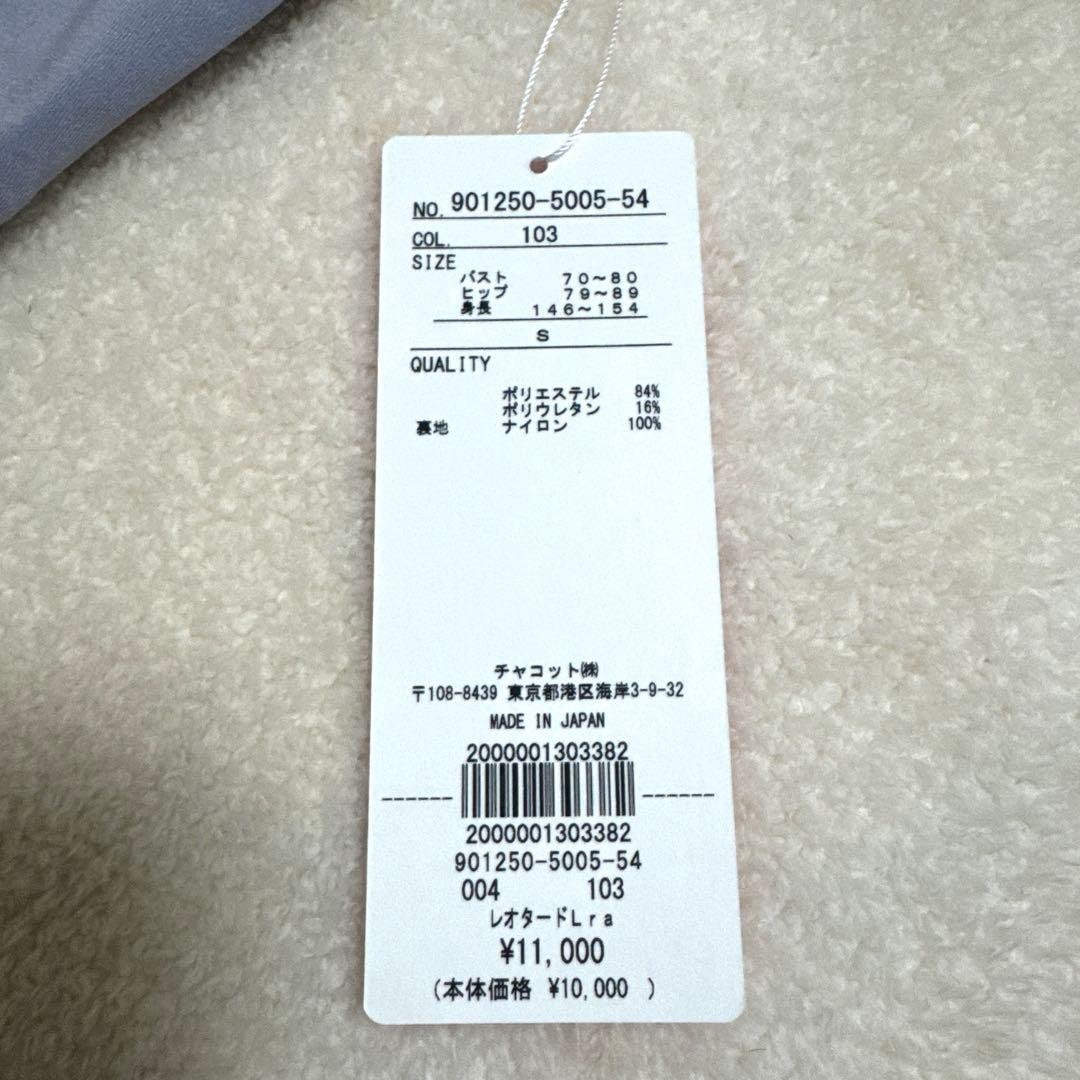 NO. 901250-5005-54
COL. 103
SIZE
バスト 70~80
ヒップ 79~89
身長 146~154
S
QUALITY
ポリエステル 84%
ポリウレタン 16%
裏地 ナイロン 100%
チャコット㈱
〒108-8439 東京都港区海岸3-9-32
MADE IN JAPAN
2000001303382
2000001303382
901250-5005-54
004 103
レオタードLra
¥11,000
(本体価格 ¥10,000 )